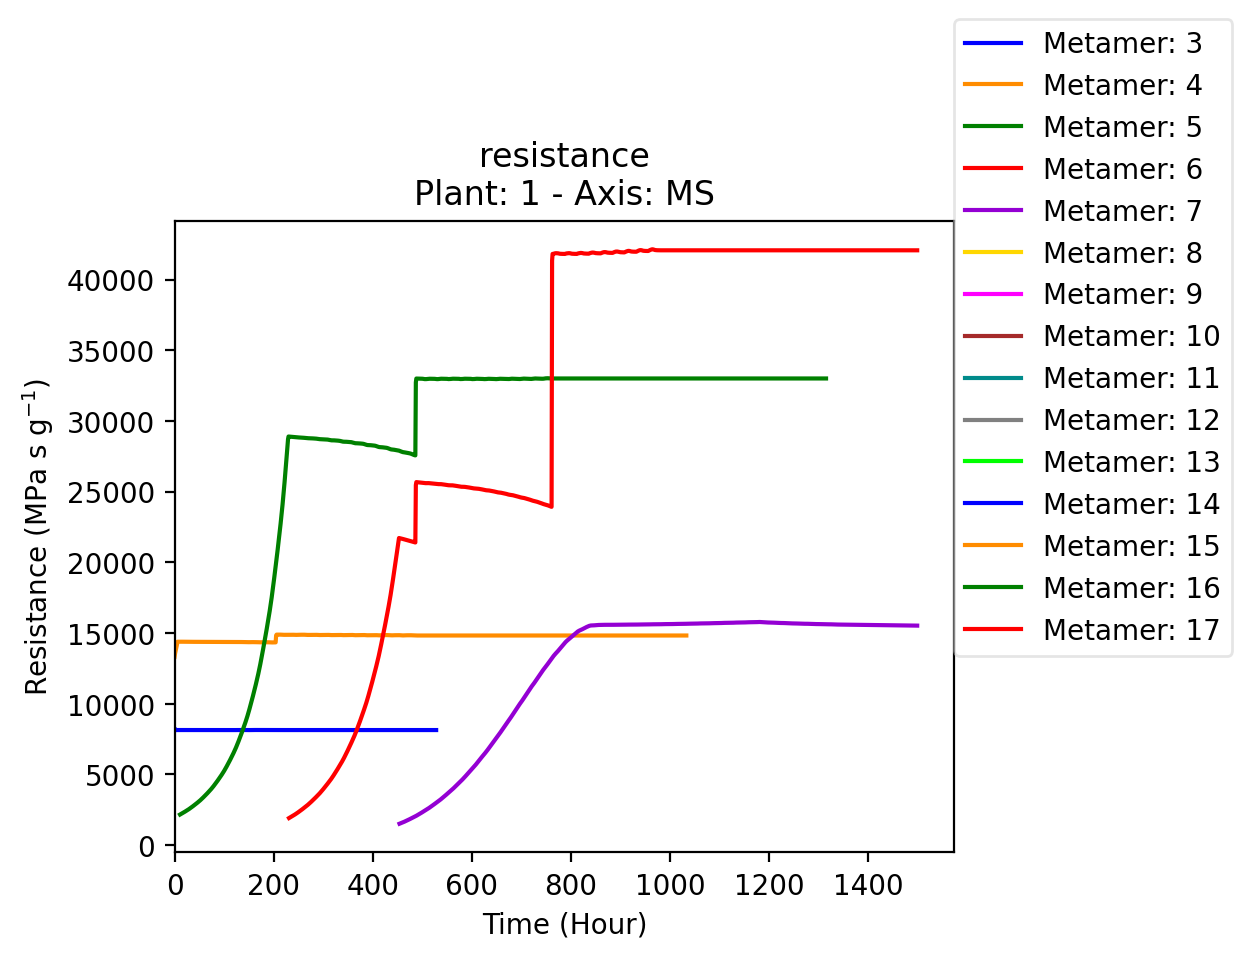 resistance
Plant: 1 - Axis: MS
Resistance (MPa s g⁻¹)
40000
35000
30000
25000
20000
15000
10000
5000
0
0 200 400 600 800 1000 1200 1400
Time (Hour)
Metamer: 3
Metamer: 4
Metamer: 5
Metamer: 6
Metamer: 7
Metamer: 8
Metamer: 9
Metamer: 10
Metamer: 11
Metamer: 12
Metamer: 13
Metamer: 14
Metamer: 15
Metamer: 16
Metamer: 17